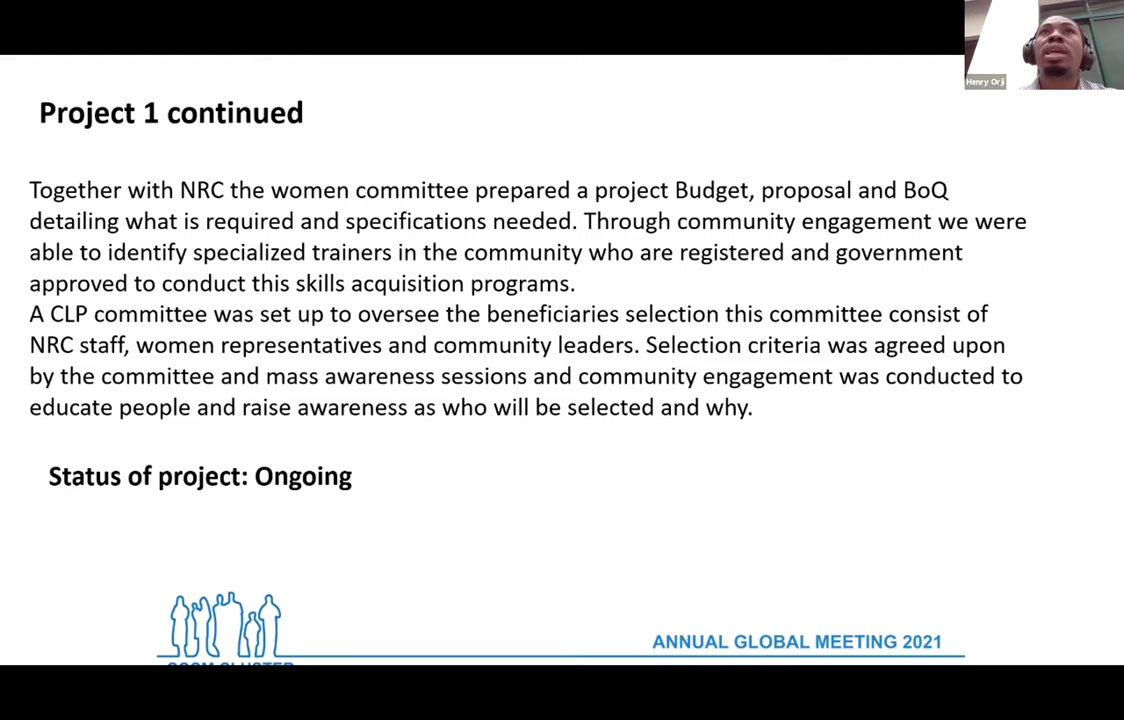 Henry Orji
Project 1 continued
Together with NRC the women committee prepared a project Budget, proposal and BoQ
detailing what is required and specifications needed. Through community engagement we were
able to identify specialized trainers in the community who are registered and government
approved to conduct this skills acquisition programs.
A CLP committee was set up to oversee the beneficiaries selection this committee consist of
NRC staff, women representatives and community leaders. Selection criteria was agreed upon
by the committee and mass awareness sessions and community engagement was conducted to
educate people and raise awareness as who will be selected and why.
Status of project: Ongoing
ANNUAL GLOBAL MEETING 2021
CCCM CLUSTER